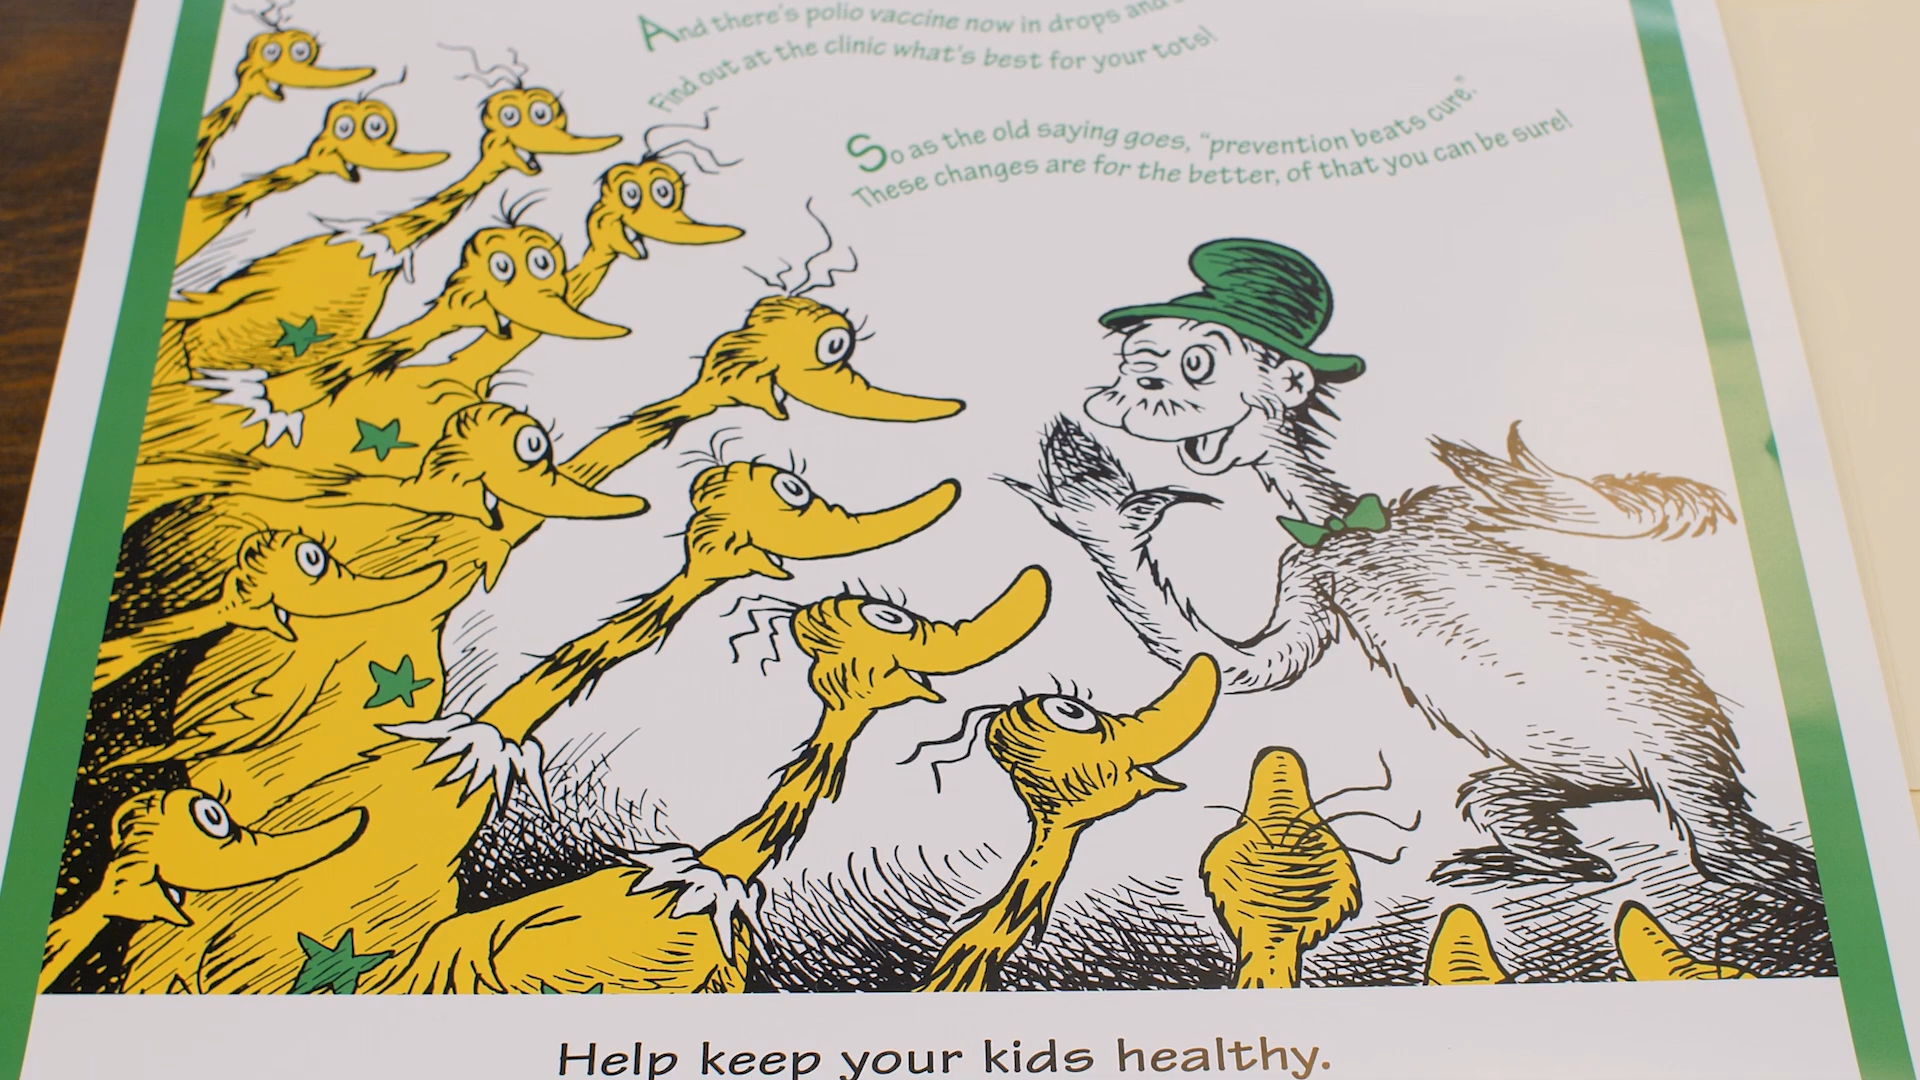 And there's polio vaccine now in drops and
Find out at the clinic what's best for your tots!
So as the old saying goes, "prevention beats cure."
These changes are for the better, of that you can be sure!
Help keep your kids healthy.